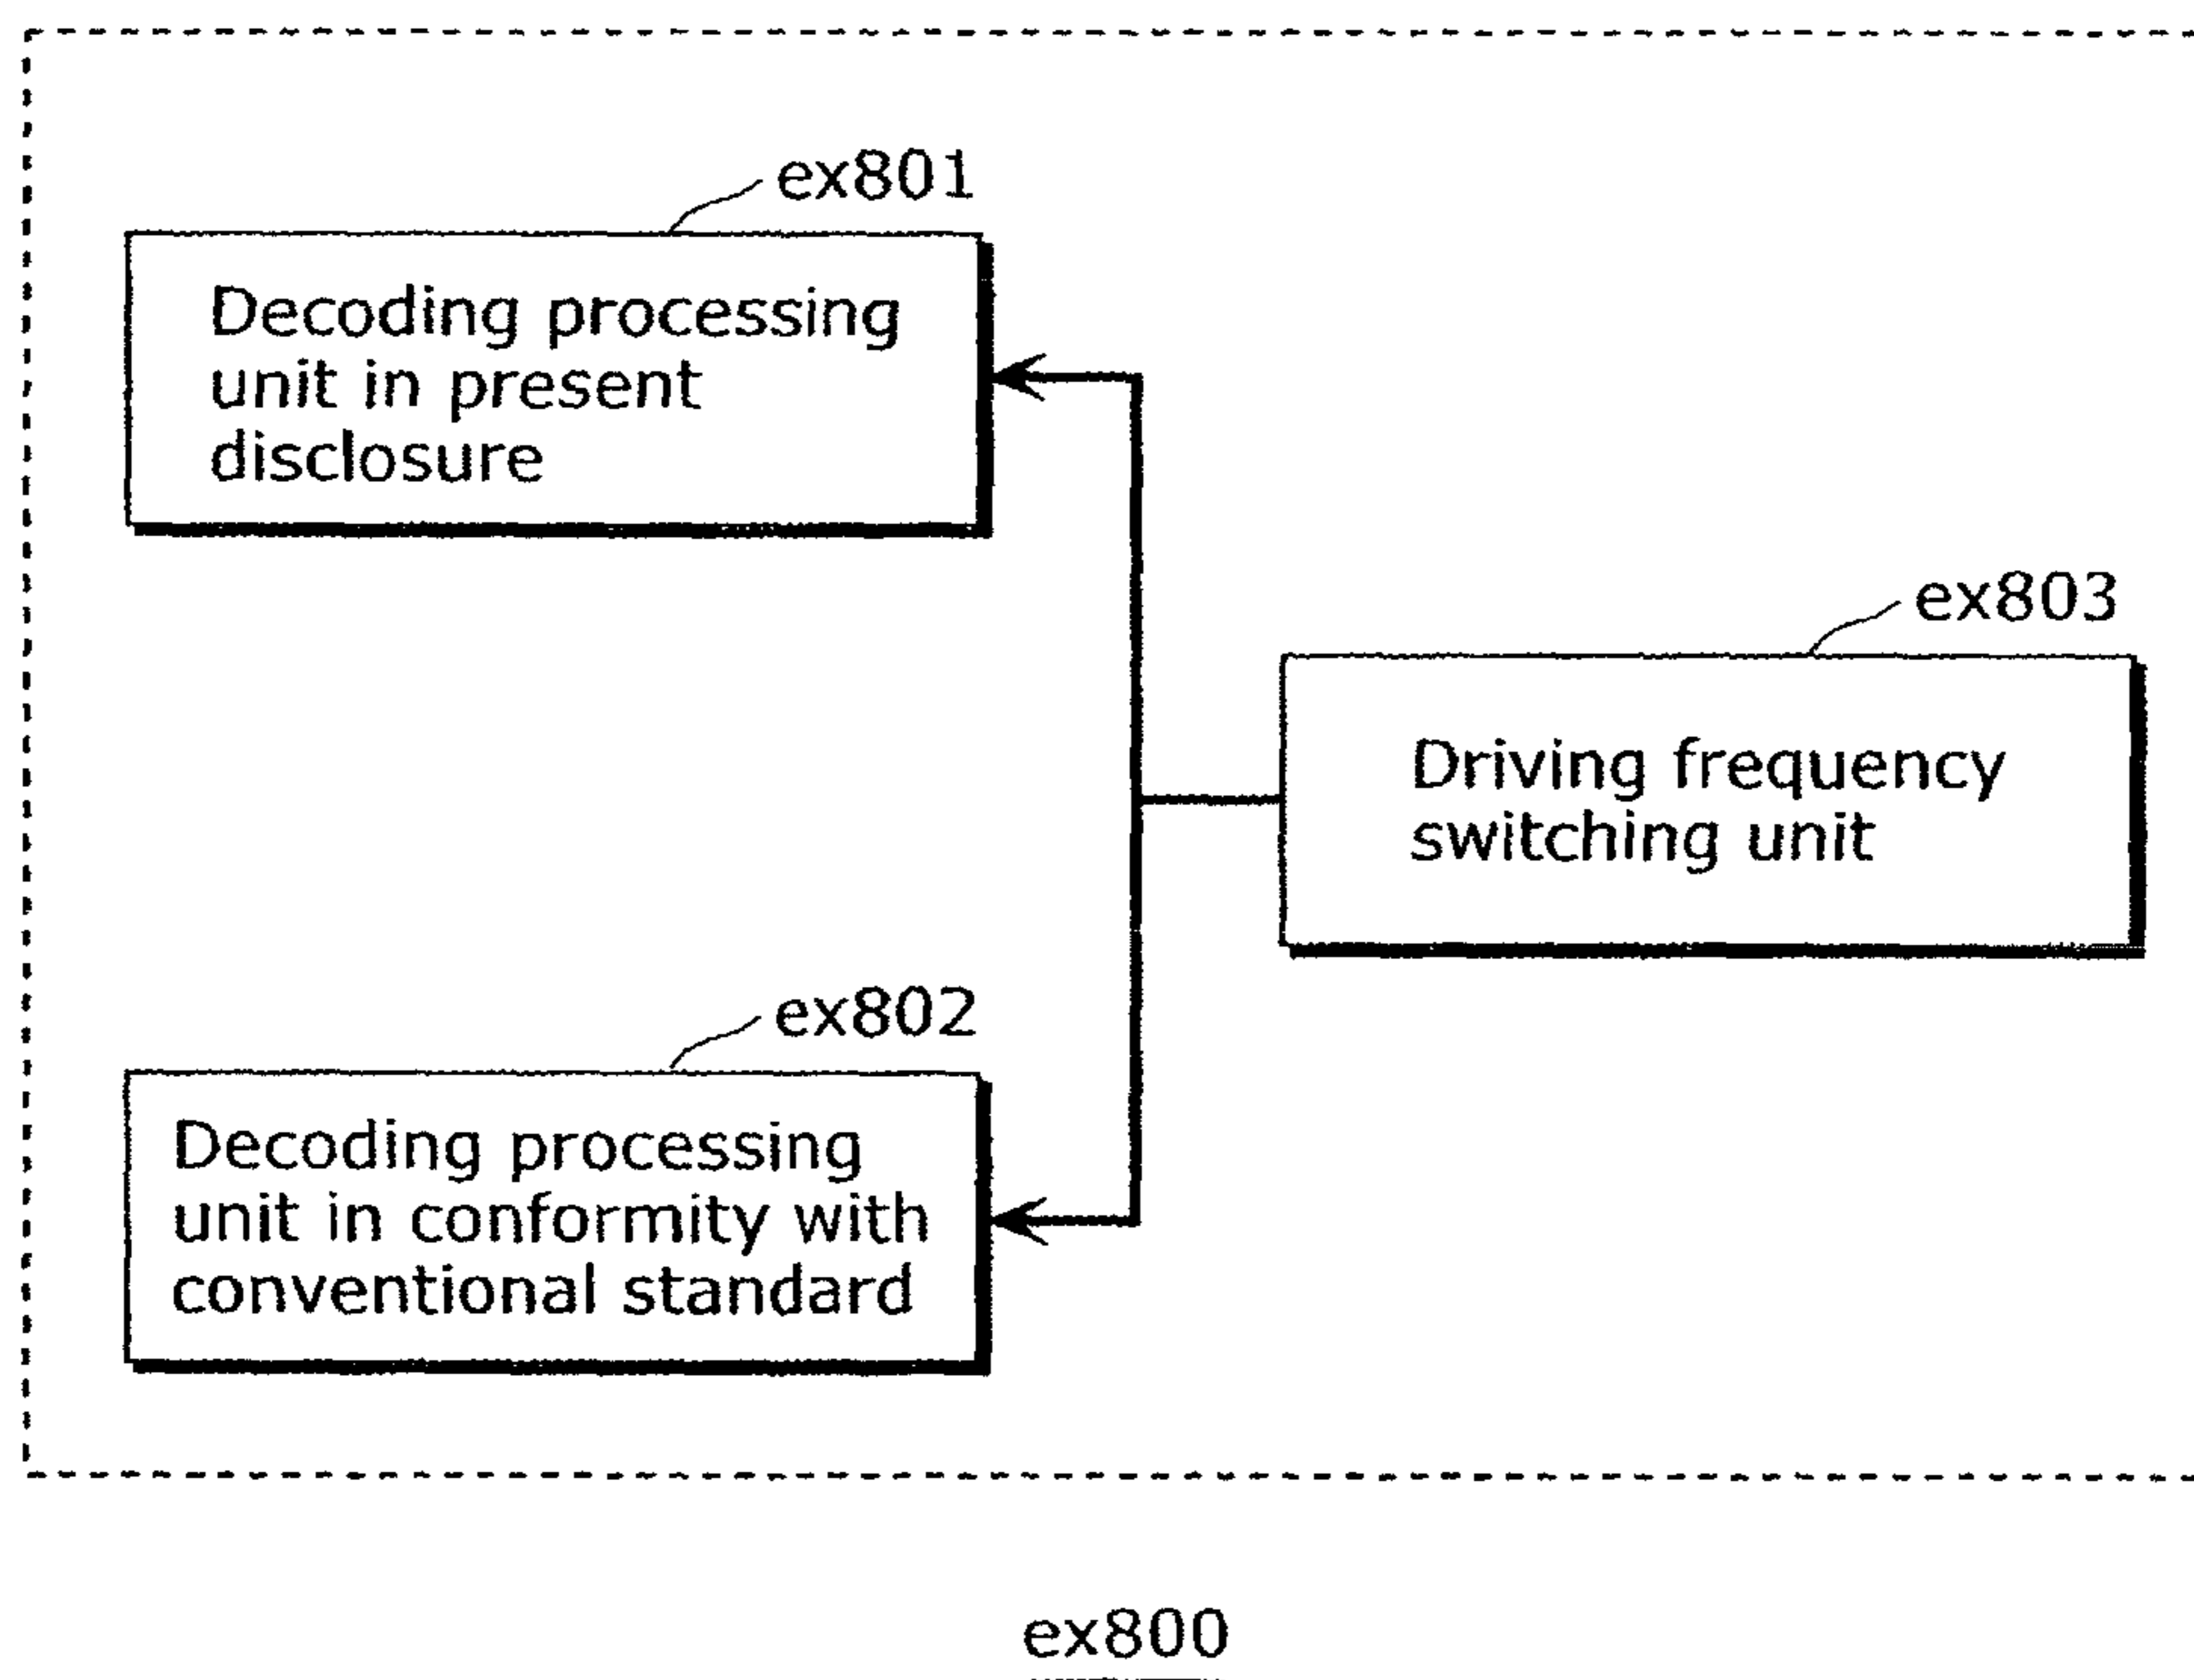 ex801
Decoding processing
unit in present
disclosure
ex803
Driving frequency
switching unit
ex802
Decoding processing
unit in conformity with
conventional standard
ex800